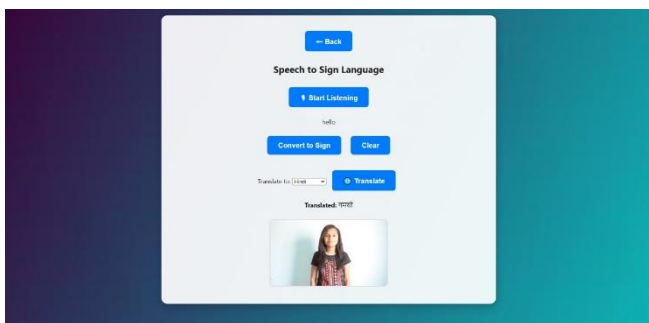 ← Back
Speech to Sign Language
Start Listening
hello
Convert to Sign Clear
Translate to: Hindi Translate
Translated: नमस्ते